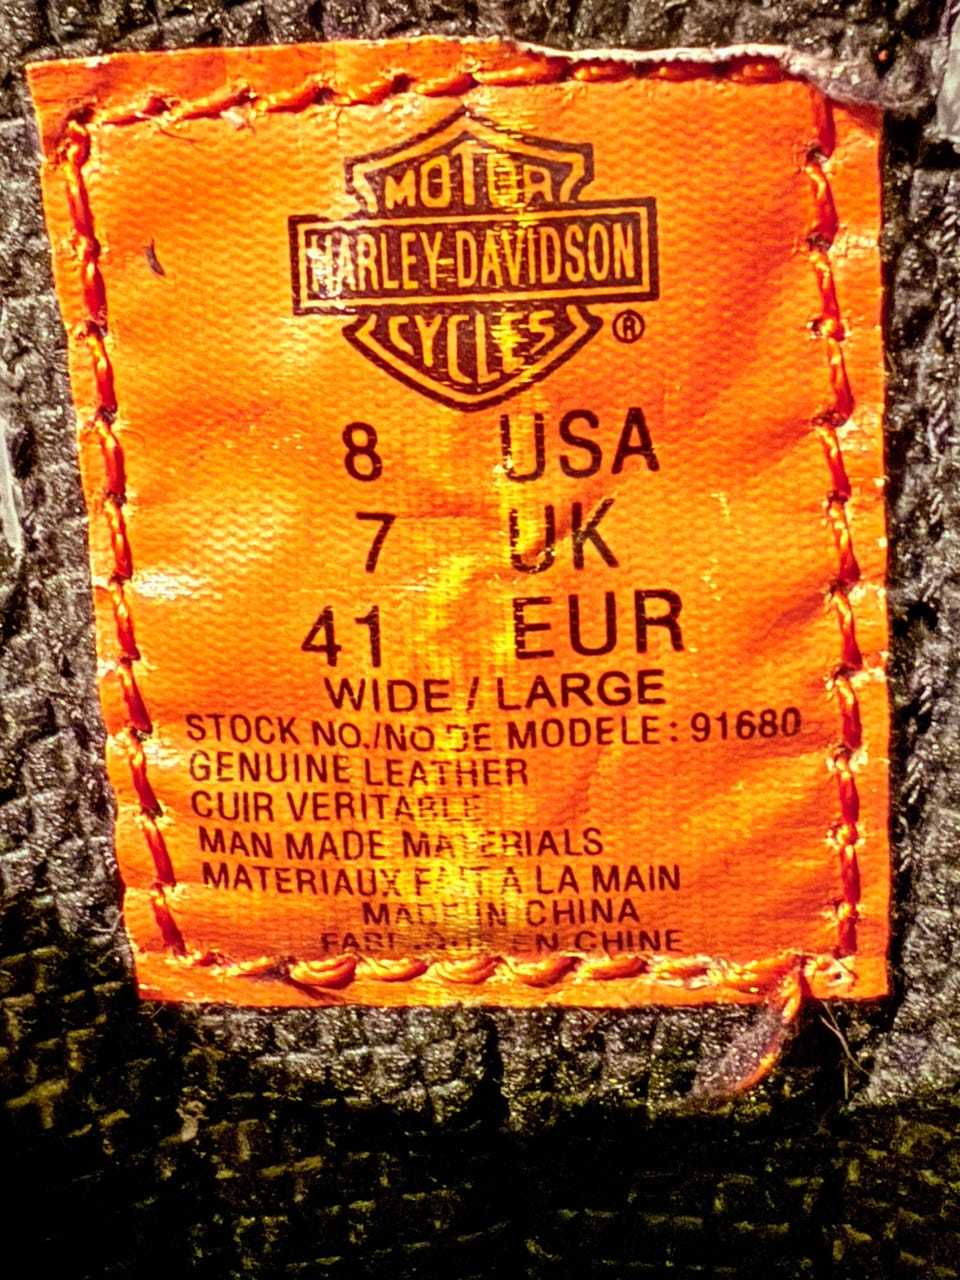 MOTOR
HARLEY-DAVIDSON
CYCLES ®
8 USA
7 UK
41 EUR
WIDE / LARGE
STOCK NO./NO.DE MODELE : 91680
GENUINE LEATHER
CUIR VERITABLE
MAN MADE MATERIALS
MATERIAUX FAIT A LA MAIN
MADE IN CHINA
FABRIQUE EN CHINE